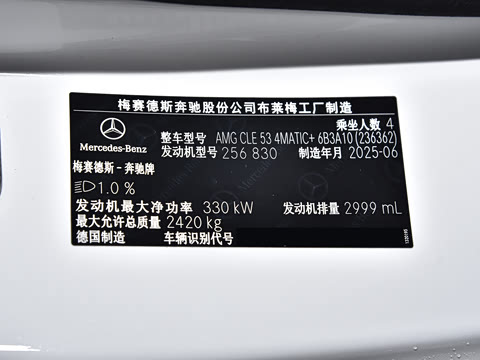 梅赛德斯奔驰股份公司布莱梅工厂制造
乘坐人数 4
Mercedes-Benz
整车型号 AMG CLE 53 4MATIC+ 6B3A10 (236362)
发动机型号 256 830 制造年月 2025-06
梅赛德斯-奔驰牌
1.0 %
发动机最大净功率 330 kW 发动机排量 2999 mL
最大允许总质量 2420 kg
德国制造 车辆识别代号